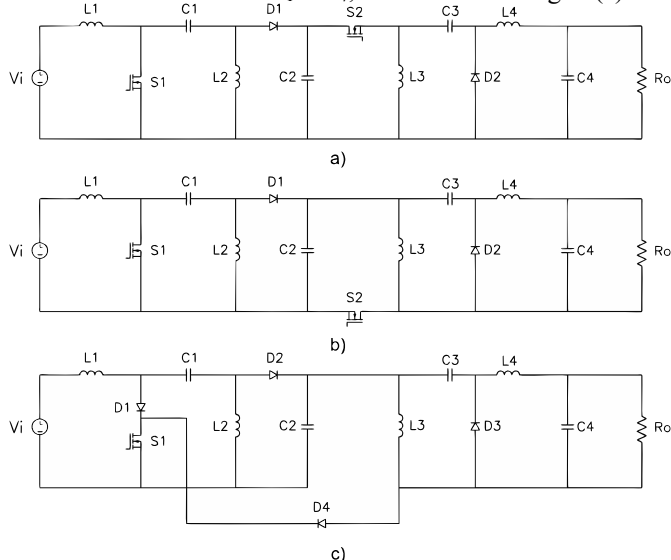 L1 C1 D1 S2 C3 L4
Vi S1 L2 C2 L3 D2 C4 Ro
a)
L1 C1 D1 C3 L4
Vi S1 L2 C2 L3 D2 C4 Ro
S2
b)
L1 C1 D2 C3 L4
D1
Vi S1 L2 C2 L3 D3 C4 Ro
D4
c)